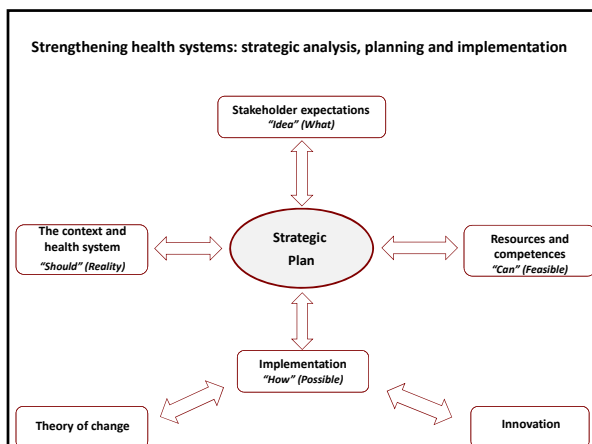 Strengthening health systems: strategic analysis, planning and implementation
Stakeholder expectations
“Idea” (What)
The context and
health system
“Should” (Reality)
Strategic
Plan
Resources and
competences
“Can” (Feasible)
Implementation
“How” (Possible)
Theory of change
Innovation